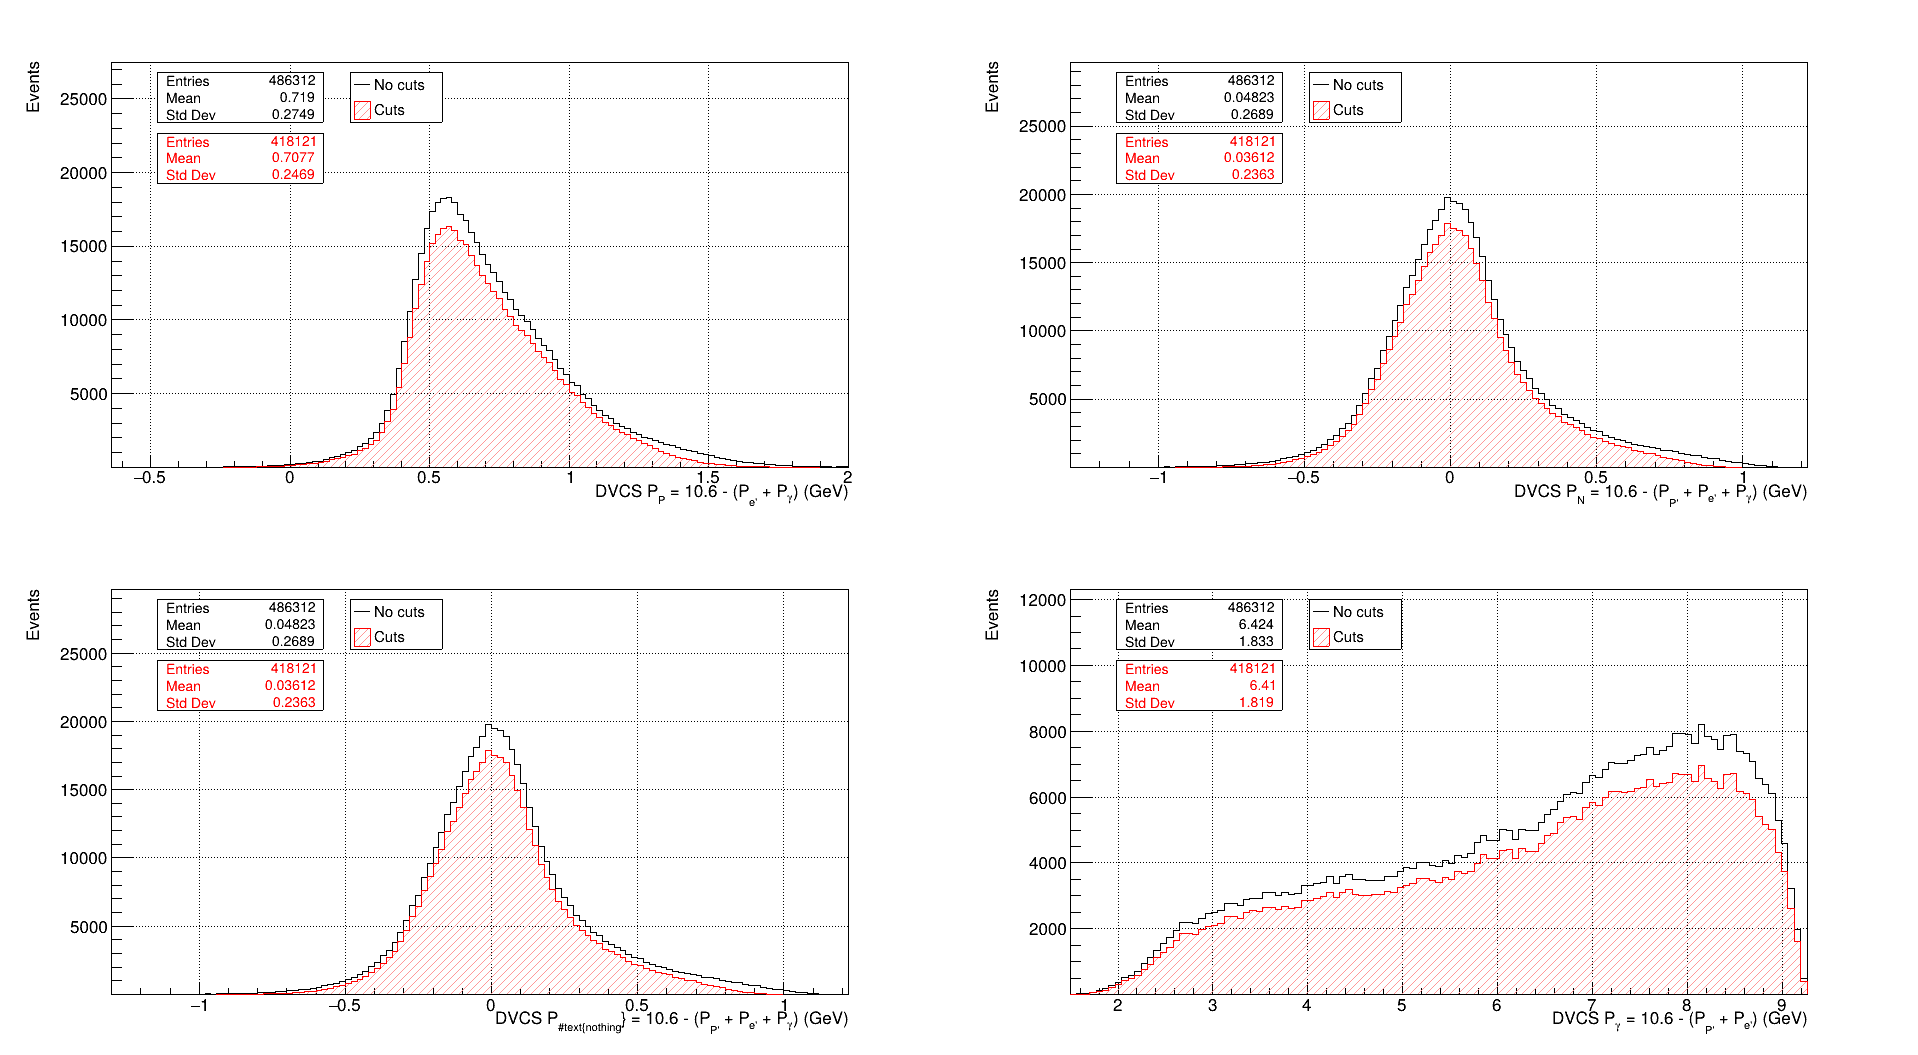 Events
Entries 486312
Mean 0.719
Std Dev 0.2749
Entries 418121
Mean 0.7077
Std Dev 0.2469
No cuts
Cuts
25000
20000
15000
10000
5000
−0.5 0 0.5 1 1.5 2
DVCS P_P = 10.6 - (P_e' + P_γ) (GeV)
Events
Entries 486312
Mean 0.04823
Std Dev 0.2689
Entries 418121
Mean 0.03612
Std Dev 0.2363
No cuts
Cuts
25000
20000
15000
10000
5000
−1 −0.5 0 0.5 1
DVCS P_N = 10.6 - (P_P' + P_e' + P_γ) (GeV)
Events
Entries 486312
Mean 0.04823
Std Dev 0.2689
Entries 418121
Mean 0.03612
Std Dev 0.2363
No cuts
Cuts
25000
20000
15000
10000
5000
−1 −0.5 0 0.5 1
DVCS P_#text{nothing} = 10.6 - (P_P' + P_e' + P_γ) (GeV)
Events
Entries 486312
Mean 6.424
Std Dev 1.833
Entries 418121
Mean 6.41
Std Dev 1.819
No cuts
Cuts
12000
10000
8000
6000
4000
2000
2 3 4 5 6 7 8 9
DVCS P_γ = 10.6 - (P_P' + P_e') (GeV)